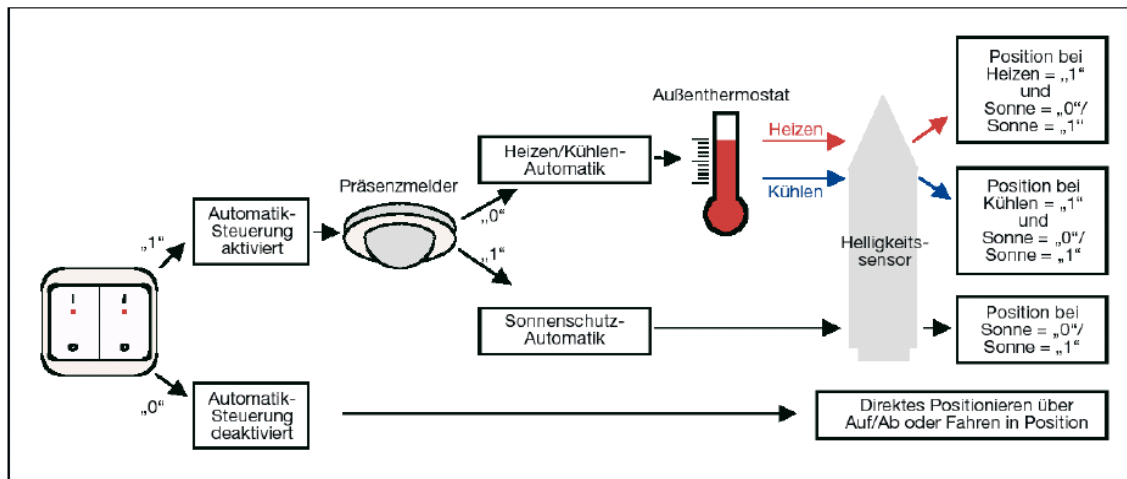 „1“
Automatik-
Steuerung
aktiviert
Präsenzmelder
„0“
„1“
Heizen/Kühlen-
Automatik
Außenthermostat
Heizen
Kühlen
Helligkeits-
sensor
Position bei
Heizen = „1“
und
Sonne = „0“/
Sonne = „1“
Position bei
Kühlen = „1“
und
Sonne = „0“/
Sonne = „1“
Sonnenschutz-
Automatik
Position bei
Sonne = „0“/
Sonne = „1“
„0“
Automatik-
Steuerung
deaktiviert
Direktes Positionieren über
Auf/Ab oder Fahren in Position